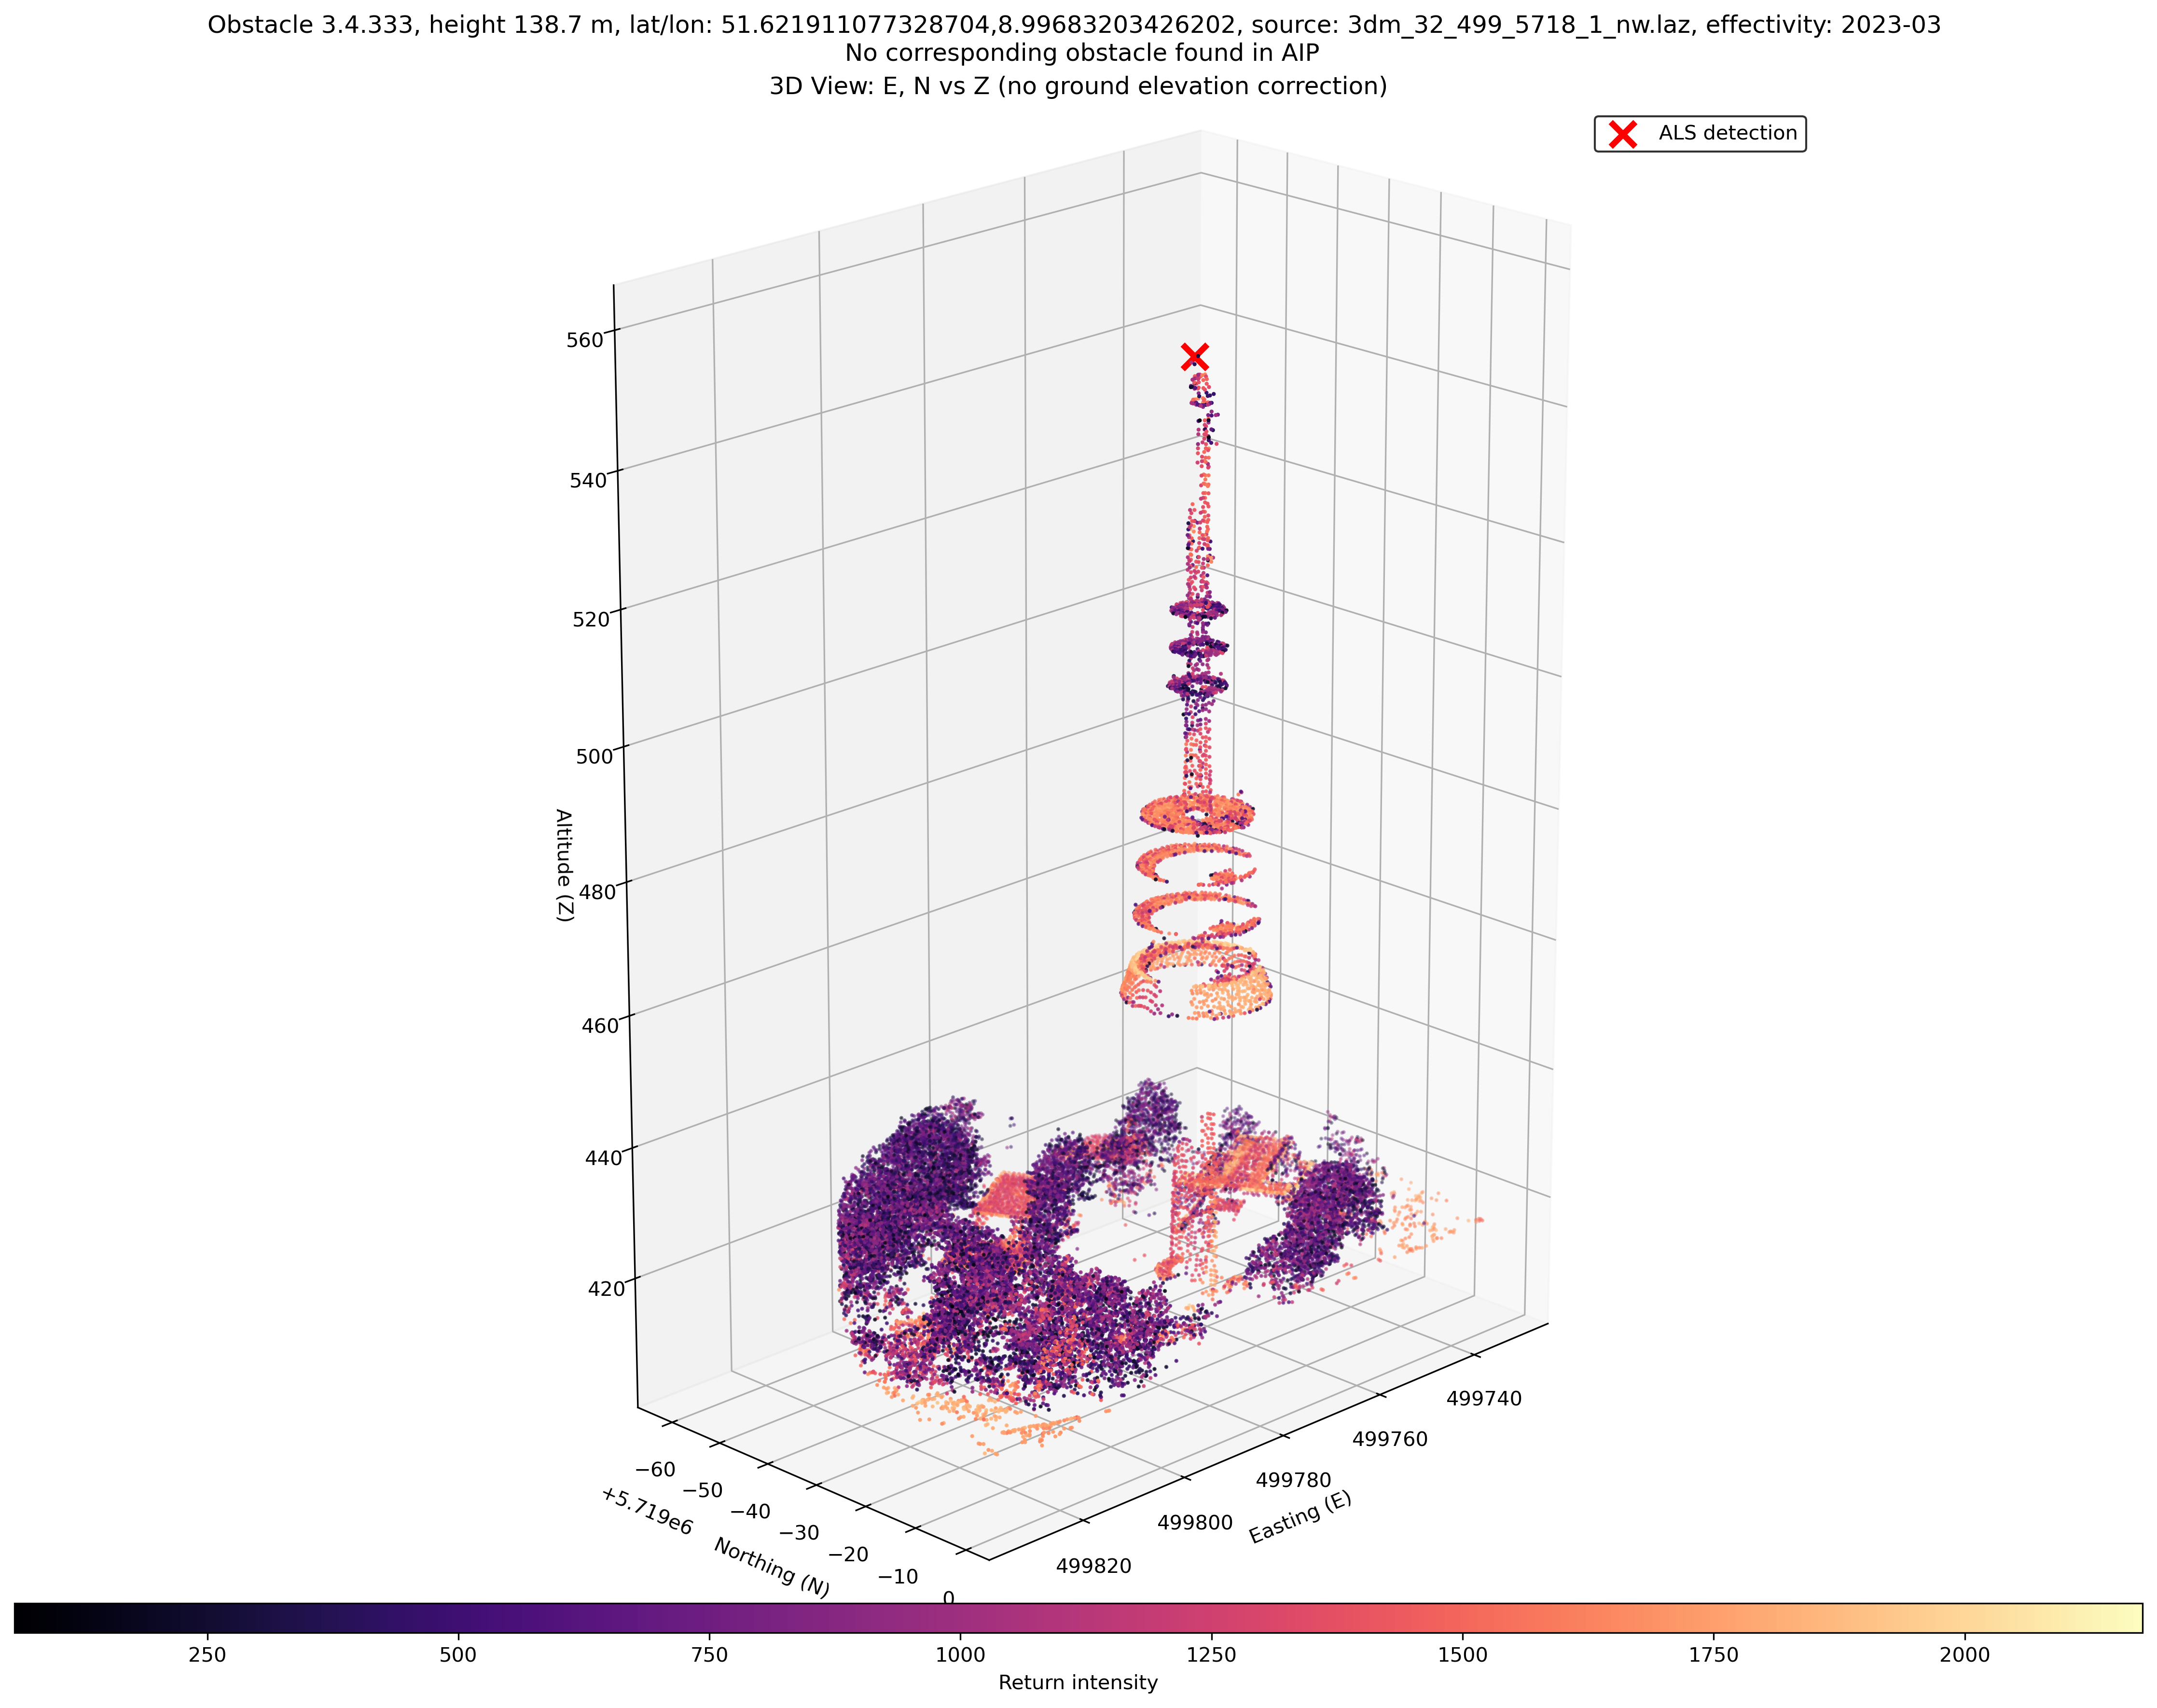 Obstacle 3.4.333, height 138.7 m, lat/lon: 51.621911077328704,8.99683203426202, source: 3dm_32_499_5718_1_nw.laz, effectivity: 2023-03
No corresponding obstacle found in AIP
3D View: E, N vs Z (no ground elevation correction)
ALS detection
560
540
520
500
480
460
440
420
Altitude (Z)
−60
−50
−40
−30
−20
−10
0
+5.719e6
Northing (N)
499740
499760
499780
499800
499820
Easting (E)
250 500 750 1000 1250 1500 1750 2000
Return intensity